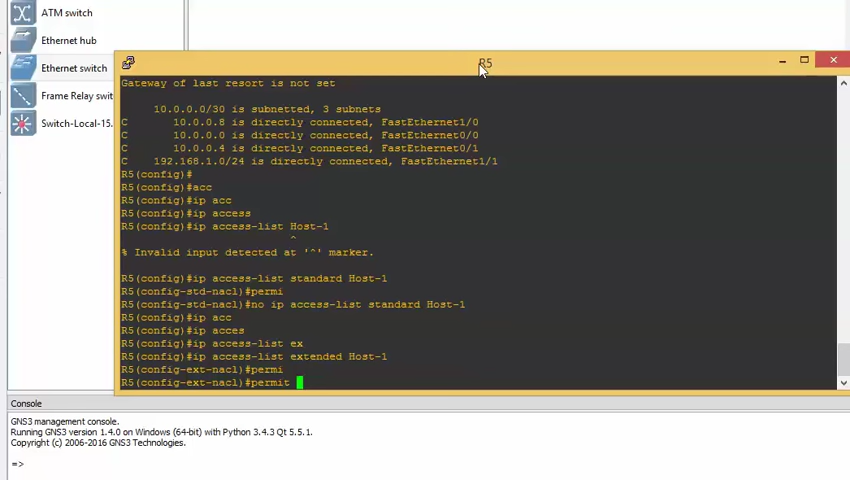 ATM switch
Ethernet hub
Ethernet switch
Frame Relay swit
Switch-Local-15.
R5
Gateway of last resort is not set
10.0.0.0/30 is subnetted, 3 subnets
C 10.0.0.8 is directly connected, FastEthernet1/0
C 10.0.0.0 is directly connected, FastEthernet0/0
C 10.0.0.4 is directly connected, FastEthernet0/1
C 192.168.1.0/24 is directly connected, FastEthernet1/1
R5(config)#
R5(config)#acc
R5(config)#ip acc
R5(config)#ip access
R5(config)#ip access-list Host-1
^
% Invalid input detected at '^' marker.
R5(config)#ip access-list standard Host-1
R5(config-std-nacl)#permi
R5(config-std-nacl)#no ip access-list standard Host-1
R5(config)#ip acc
R5(config)#ip acces
R5(config)#ip access-list ex
R5(config)#ip access-list extended Host-1
R5(config-ext-nacl)#permi
R5(config-ext-nacl)#permit
Console
GNS3 management console.
Running GNS3 version 1.4.0 on Windows (64-bit) with Python 3.4.3 Qt 5.5.1.
Copyright (c) 2006-2016 GNS3 Technologies.
=>